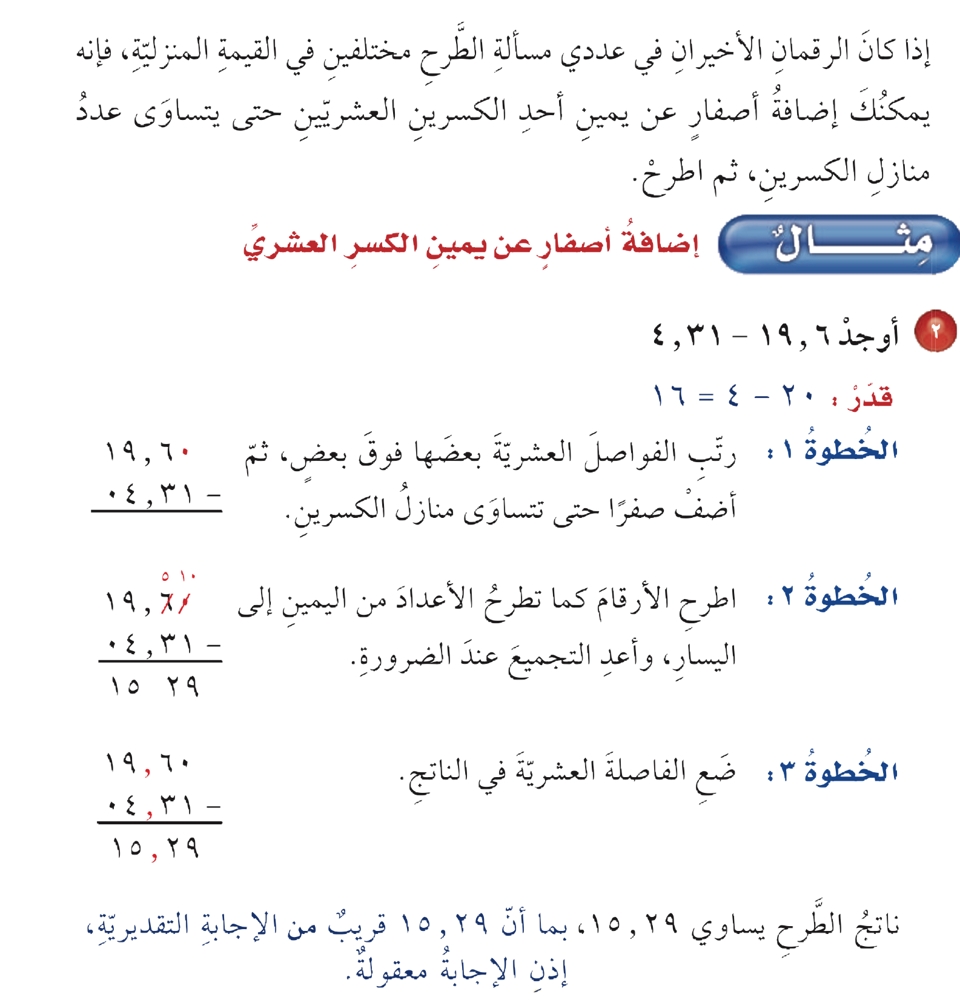 إذا كانَ الرقمانِ الأخيرانِ في عددي مسألةِ الطَّرحِ مختلفينِ في القيمةِ المنزليّةِ، فإنه
يمكنُكَ إضافةُ أصفارٍ عن يمينِ أحدِ الكسرينِ العشريّينِ حتى يتساوَى عددُ
منازلِ الكسرينِ، ثم اطرحْ.
مِثـــالٌ إضافةُ أصفارٍ عن يمينِ الكسرِ العشريِّ
٢ أوجدْ ١٩,٦ – ٤,٣١
قدّرْ : ٢٠ – ٤ = ١٦
الخُطوةُ ١ : رتّبِ الفواصلَ العشريّةَ بعضَها فوقَ بعضٍ، ثمّ
أضفْ صفرًا حتى تتساوَى منازلُ الكسرينِ.
١٩,٦٠
٠٤,٣١ –
الخُطوةُ ٢ : اطرحِ الأرقامَ كما تطرحُ الأعدادَ من اليمينِ إلى
اليسارِ، وأعدِ التجميعَ عندَ الضرورةِ.
٥ ١٠
١٩,٦٠
٠٤,٣١ –
١٥ ٢٩
الخُطوةُ ٣ : ضَعِ الفاصلةَ العشريّةَ في الناتجِ.
١٩,٦٠
٠٤,٣١ –
١٥,٢٩
ناتجُ الطَّرحِ يساوي ١٥,٢٩، بما أنّ ١٥,٢٩ قريبٌ من الإجابةِ التقديريّةِ،
إذنِ الإجابةُ معقولةٌ.